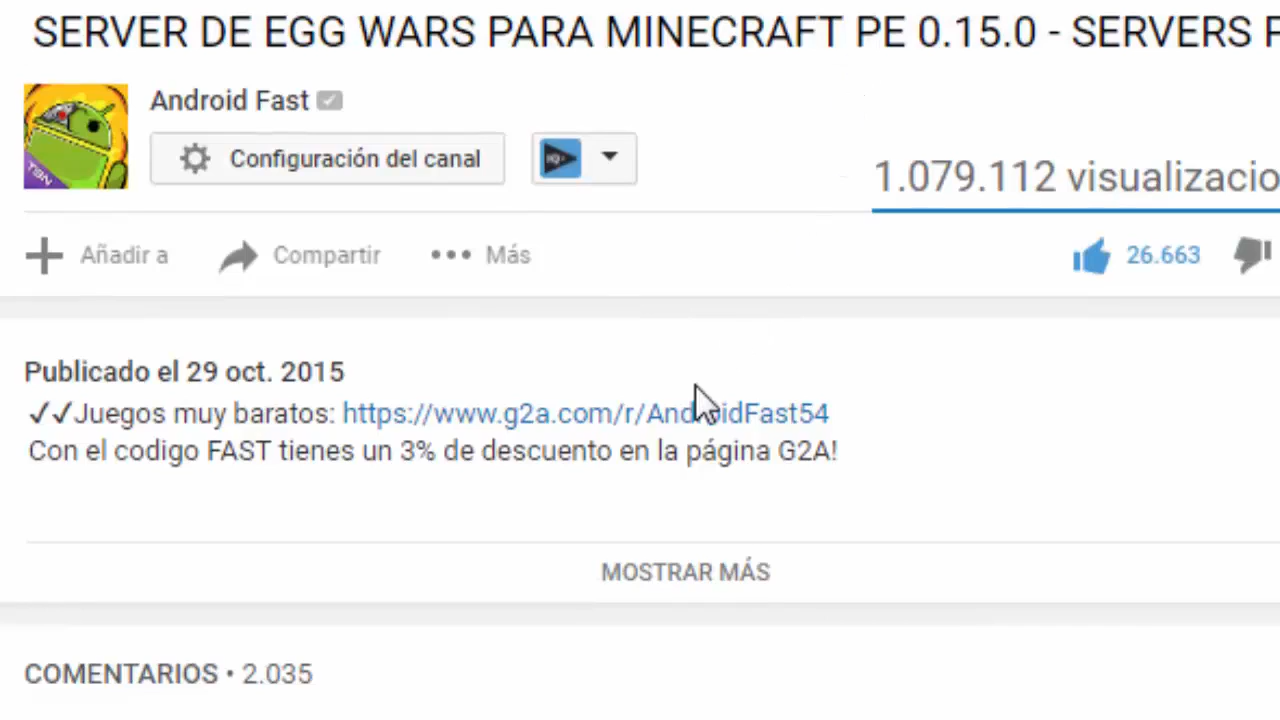 SERVER DE EGG WARS PARA MINECRAFT PE 0.15.0 - SERVERS
Android Fast
Configuración del canal
1.079.112 visualizacio
Añadir a
Compartir
Más
26.663
Publicado el 29 oct. 2015
✓✓Juegos muy baratos: https://www.g2a.com/r/AndroidFast54
Con el codigo FAST tienes un 3% de descuento en la página G2A!
MOSTRAR MÁS
COMENTARIOS • 2.035